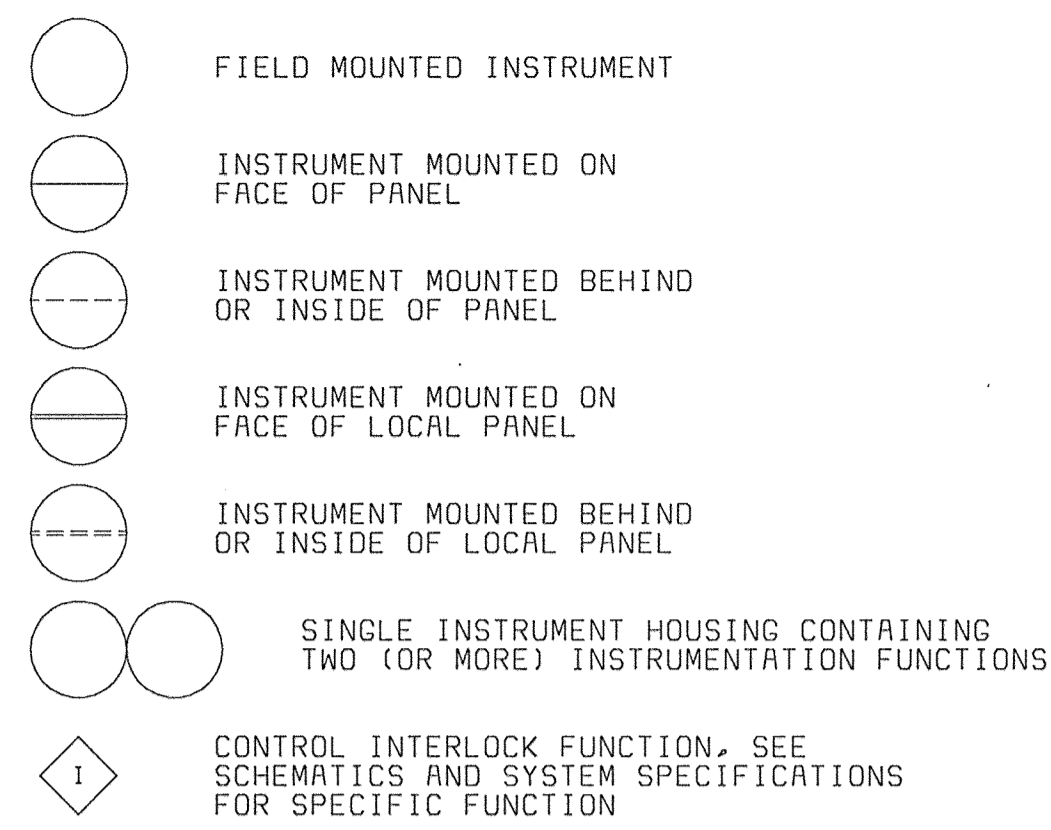 FIELD MOUNTED INSTRUMENT
INSTRUMENT MOUNTED ON
FACE OF PANEL
INSTRUMENT MOUNTED BEHIND
OR INSIDE OF PANEL
INSTRUMENT MOUNTED ON
FACE OF LOCAL PANEL
INSTRUMENT MOUNTED BEHIND
OR INSIDE OF LOCAL PANEL
SINGLE INSTRUMENT HOUSING CONTAINING
TWO (OR MORE) INSTRUMENTATION FUNCTIONS
I
CONTROL INTERLOCK FUNCTION. SEE
SCHEMATICS AND SYSTEM SPECIFICATIONS
FOR SPECIFIC FUNCTION